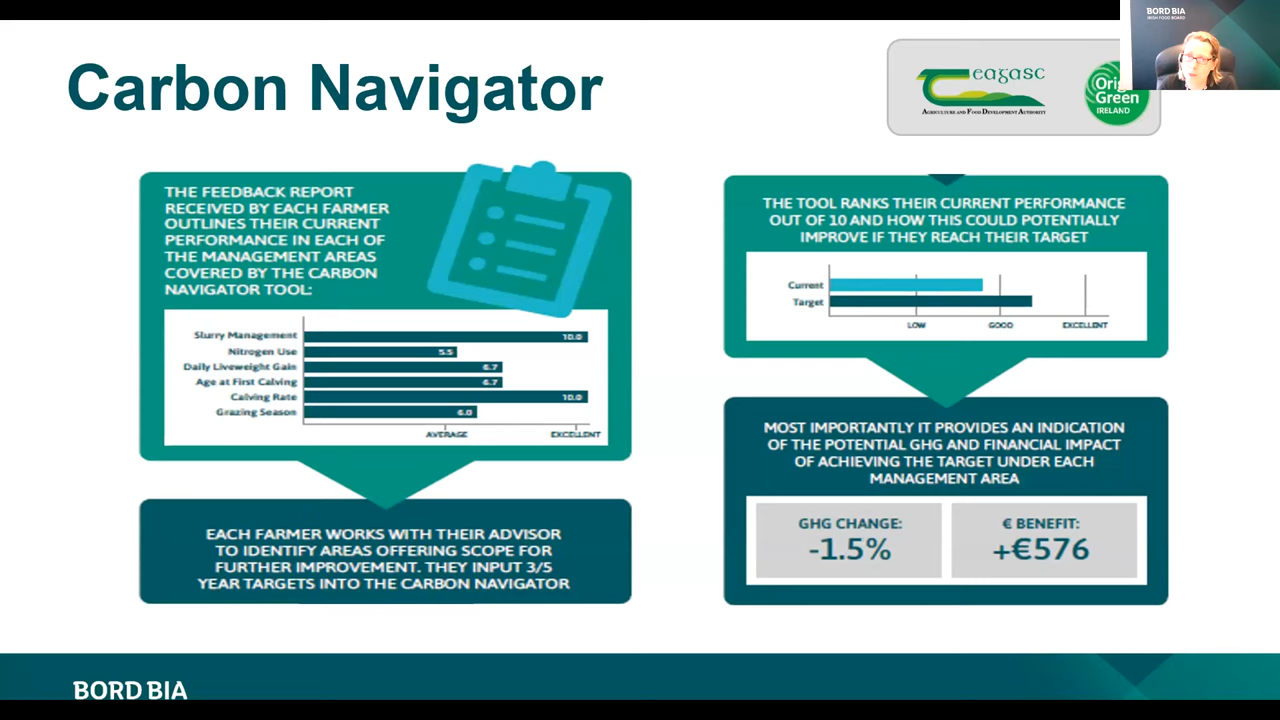 BORD BIA
IRISH FOOD BOARD
Carbon Navigator
eagasc
AGRICULTURE AND FOOD DEVELOPMENT AUTHORITY
Green
IRELAND
THE FEEDBACK REPORT
RECEIVED BY EACH FARMER
OUTLINES THEIR CURRENT
PERFORMANCE IN EACH OF
THE MANAGEMENT AREAS
COVERED BY THE CARBON
NAVIGATOR TOOL:
Slurry Management 10.0
Nitrogen Use 5.5
Daily Liveweight Gain 6.7
Age at First Calving 6.7
Calving Rate 10.0
Grazing Season 6.0
AVERAGE EXCELLENT
EACH FARMER WORKS WITH THEIR ADVISOR
TO IDENTIFY AREAS OFFERING SCOPE FOR
FURTHER IMPROVEMENT. THEY INPUT 3/5
YEAR TARGETS INTO THE CARBON NAVIGATOR
THE TOOL RANKS THEIR CURRENT PERFORMANCE
OUT OF 10 AND HOW THIS COULD POTENTIALLY
IMPROVE IF THEY REACH THEIR TARGET
Current
Target
LOW GOOD EXCELLENT
MOST IMPORTANTLY IT PROVIDES AN INDICATION
OF THE POTENTIAL GHG AND FINANCIAL IMPACT
OF ACHIEVING THE TARGET UNDER EACH
MANAGEMENT AREA
GHG CHANGE:
-1.5%
€ BENEFIT:
+€576
BORD BIA